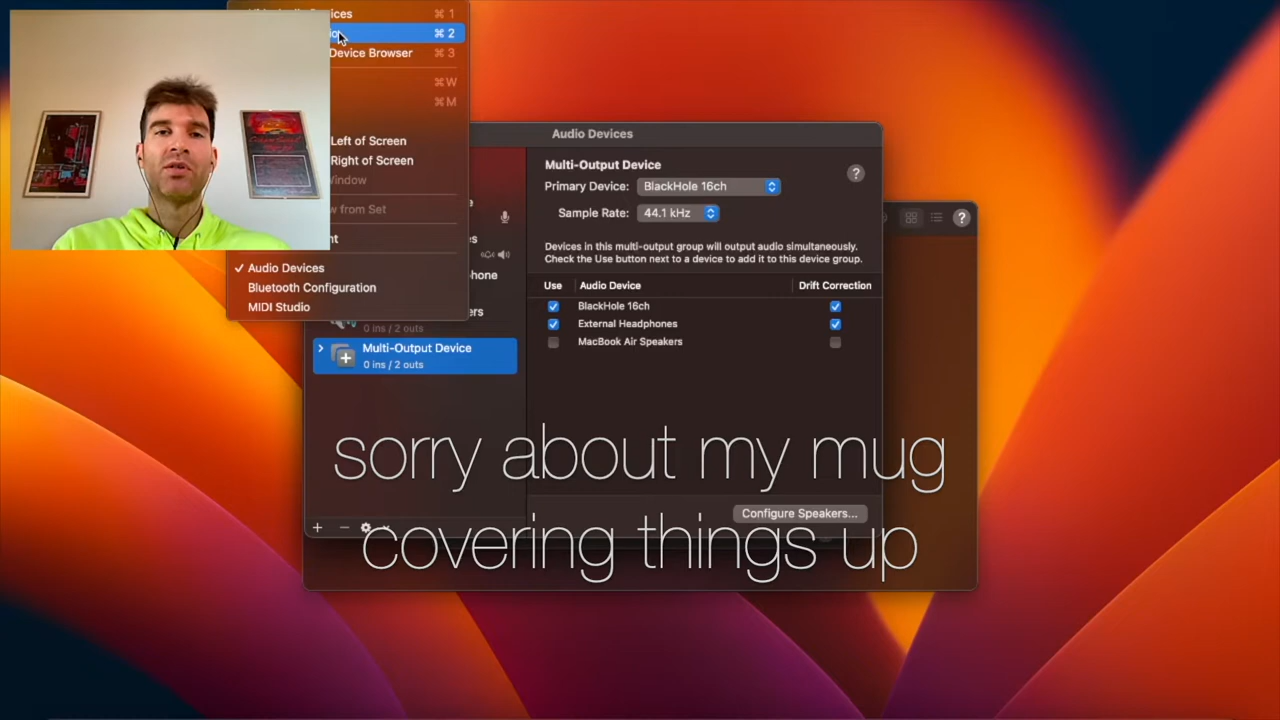 ⌘ 1
⌘ 2
Device Browser ⌘ 3
⌘ W
⌘ M
Left of Screen
Right of Screen
Window
from Set
✓ Audio Devices
Bluetooth Configuration
MIDI Studio
Audio Devices
0 ins / 2 outs
Multi-Output Device
0 ins / 2 outs
+ −
Multi-Output Device
?
Primary Device: BlackHole 16ch
Sample Rate: 44.1 kHz
Devices in this multi-output group will output audio simultaneously.
Check the Use button next to a device to add it to this device group.
Use Audio Device Drift Correction
BlackHole 16ch
External Headphones
MacBook Air Speakers
Configure Speakers...
?
sorry about my mug
covering things up